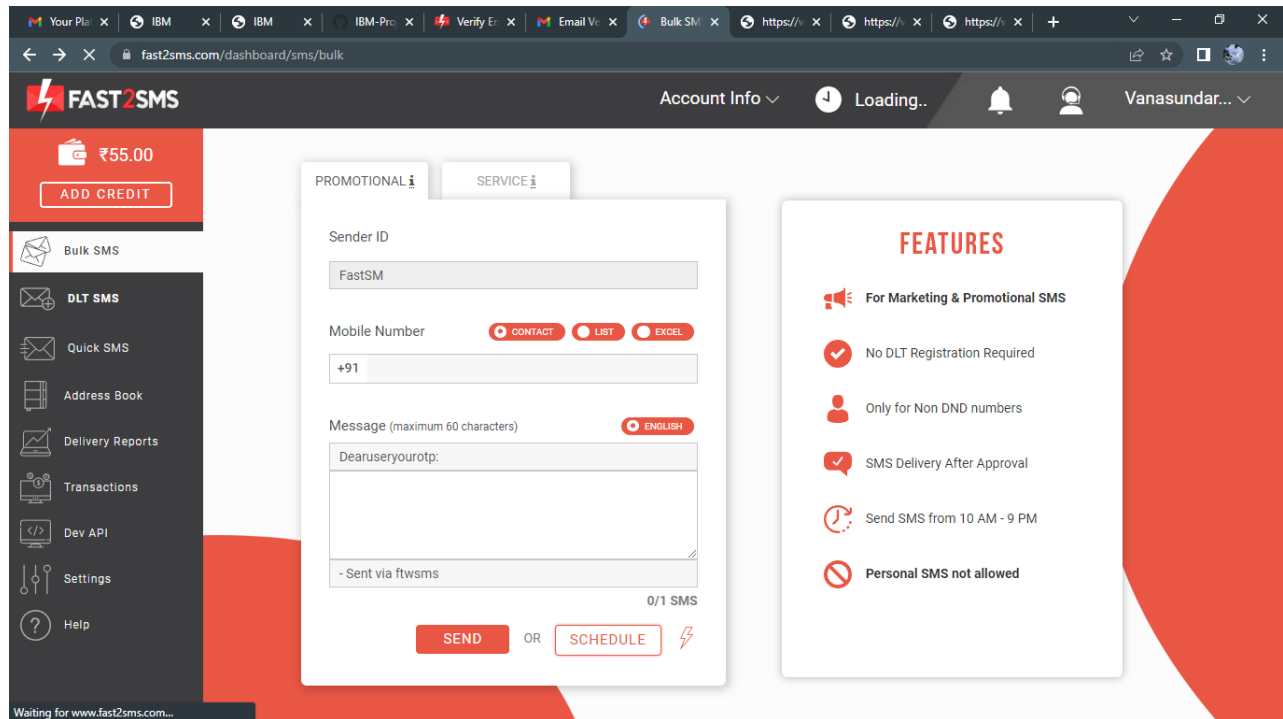 Your Pla
IBM
IBM
IBM-Pro
Verify En
Email Ve
Bulk SM
https://v
https://v
https://v
fast2sms.com/dashboard/sms/bulk
FAST2SMS
Account Info
Loading..
Vanasundar...
₹55.00
ADD CREDIT
Bulk SMS
DLT SMS
Quick SMS
Address Book
Delivery Reports
Transactions
Dev API
Settings
Help
PROMOTIONAL i
SERVICE i
Sender ID
FastSM
Mobile Number
CONTACT
LIST
EXCEL
+91
Message (maximum 60 characters)
ENGLISH
Dearuseryourotp:
- Sent via ftwsms
0/1 SMS
SEND
OR
SCHEDULE
FEATURES
For Marketing & Promotional SMS
No DLT Registration Required
Only for Non DND numbers
SMS Delivery After Approval
Send SMS from 10 AM - 9 PM
Personal SMS not allowed
Waiting for www.fast2sms.com...